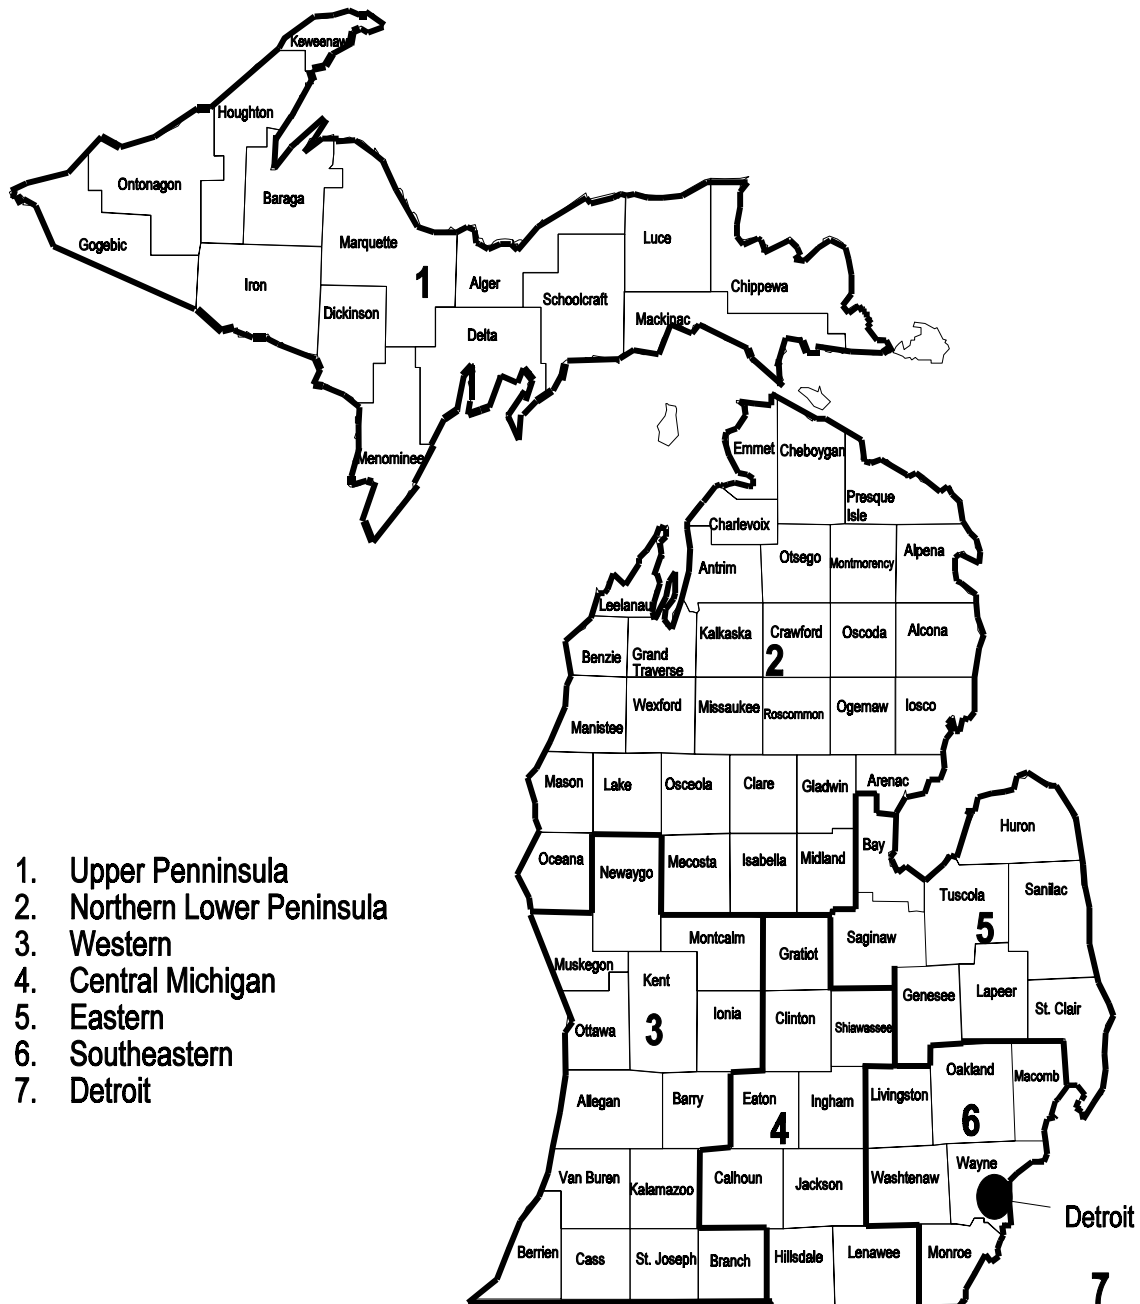 Keweenaw
Houghton
Ontonagon
Baraga
Gogebic
Marquette
Luce
Iron
1
Alger
Chippewa
Dickinson
Schoolcraft
Mackinac
Delta
Menominee
Emmet
Cheboygan
Presque
Isle
Charlevoix
Antrim
Otsego
Montmorency
Alpena
Leelanau
Kalkaska
Crawford
Oscoda
Alcona
Benzie
Grand
Traverse
2
Manistee
Wexford
Missaukee
Roscommon
Ogemaw
Iosco
Mason
Lake
Osceola
Clare
Gladwin
Arenac
Huron
Oceana
Newaygo
Mecosta
Isabella
Midland
Bay
Tuscola
Sanilac
5
1. Upper Penninsula
2. Northern Lower Peninsula
3. Western
4. Central Michigan
5. Eastern
6. Southeastern
7. Detroit
Muskegon
Montcalm
Gratiot
Saginaw
Kent
Genesee
Lapeer
St. Clair
Ottawa
3
Ionia
Clinton
Shiawassee
Allegan
Barry
Eaton
Ingham
Livingston
Oakland
Macomb
4
6
Van Buren
Kalamazoo
Calhoun
Jackson
Washtenaw
Wayne
Detroit
Berrien
Cass
St. Joseph
Branch
Hillsdale
Lenawee
Monroe
7